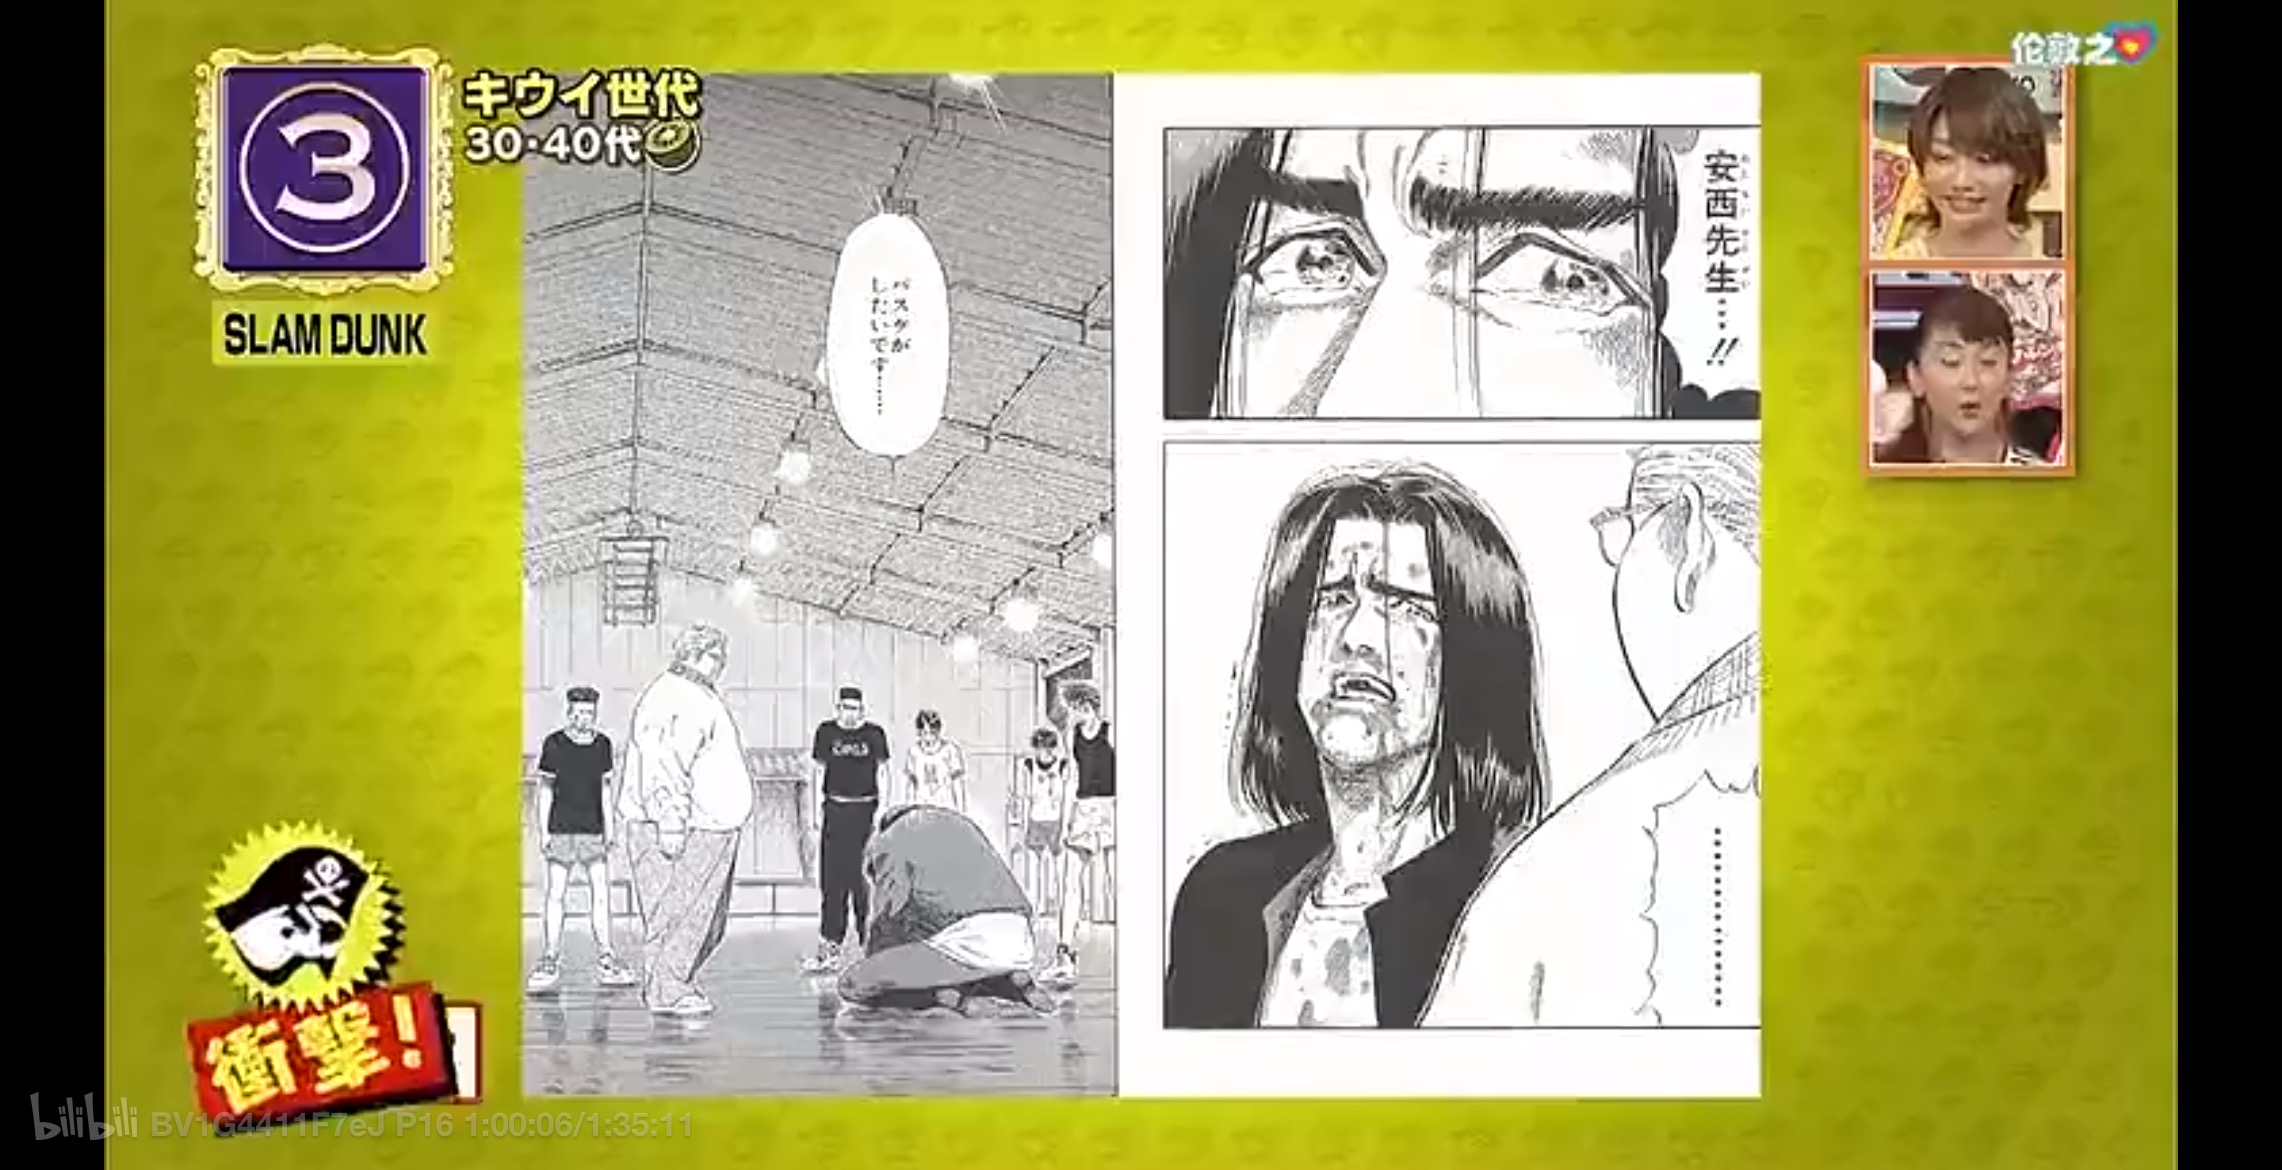 ③
キウイ世代
30・40代
SLAM DUNK
伦敦之
安西先生……!!
バスケが
したいです……
…………
衝撃!
bilibili BV1G4411F7eJ P16 1:00:06/1:35:11